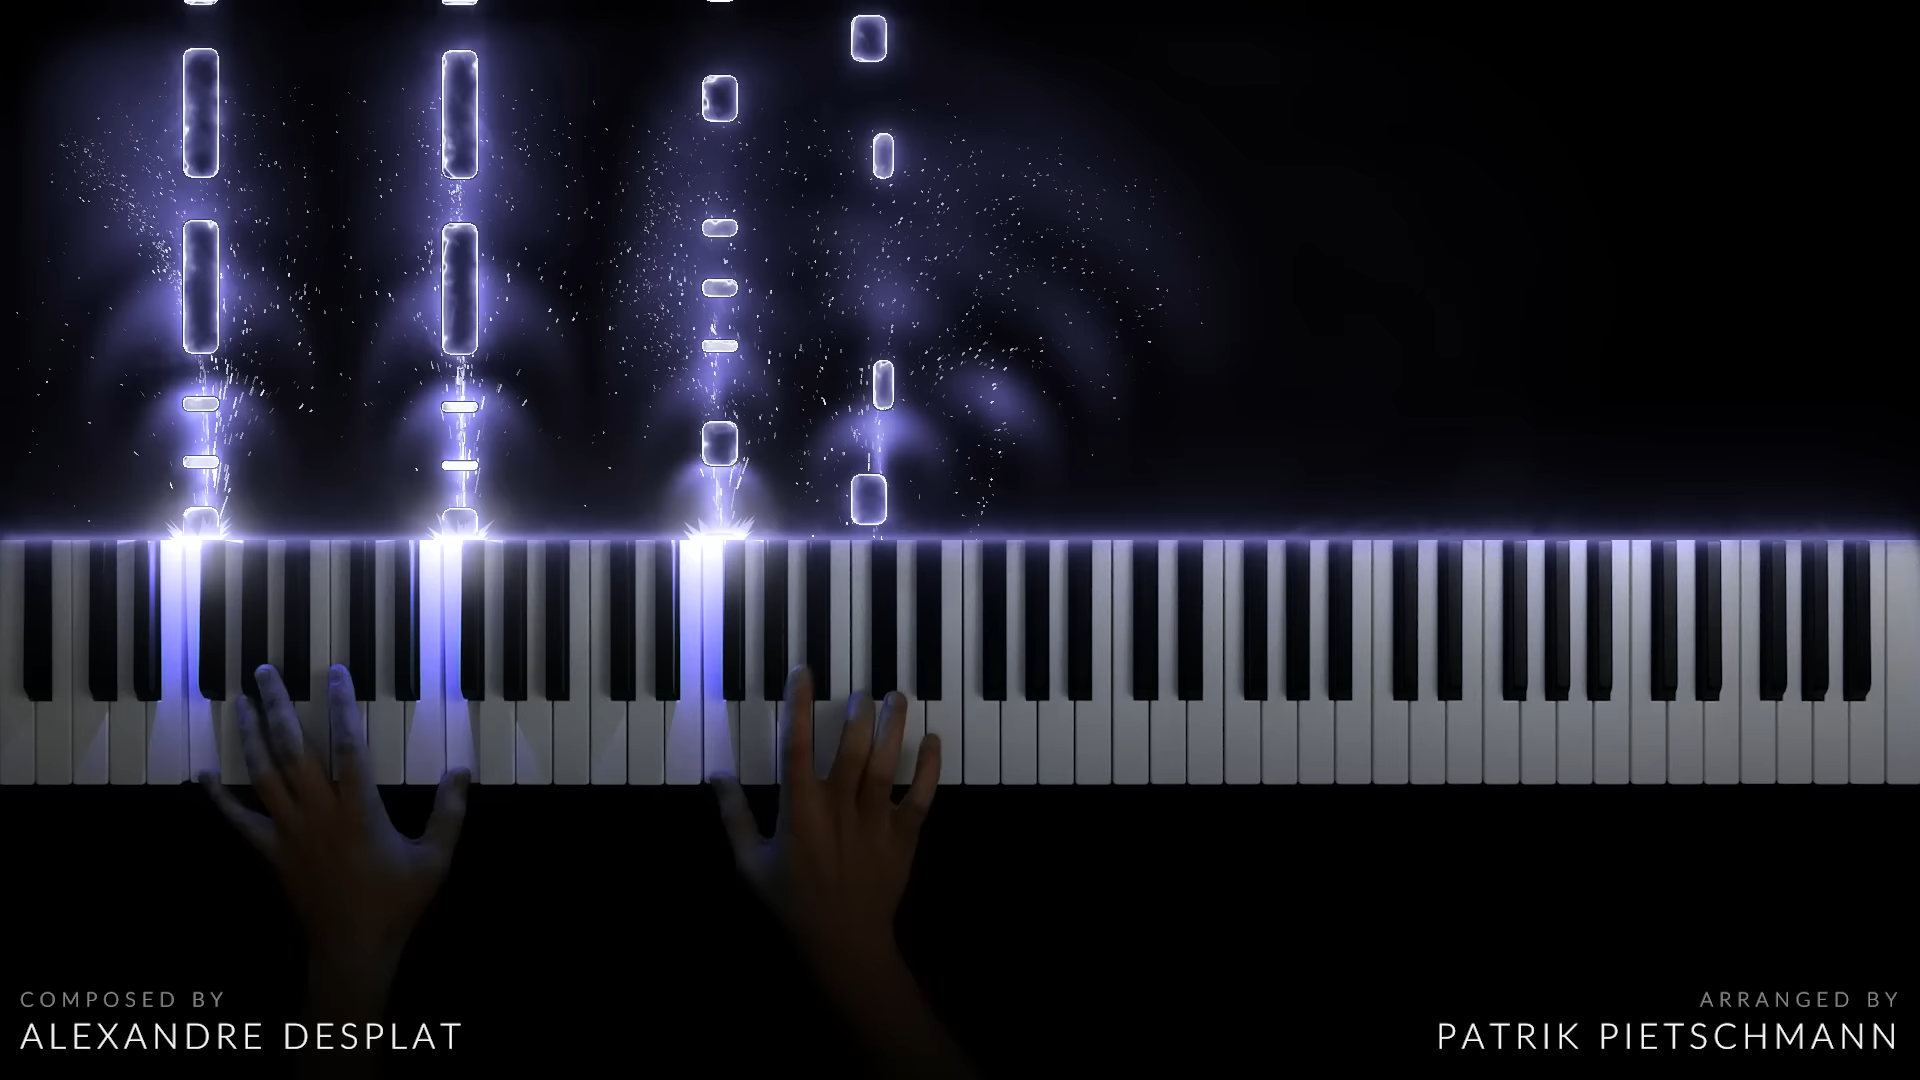 COMPOSED BY
ALEXANDRE DESPLAT
ARRANGED BY
PATRIK PIETSCHMANN